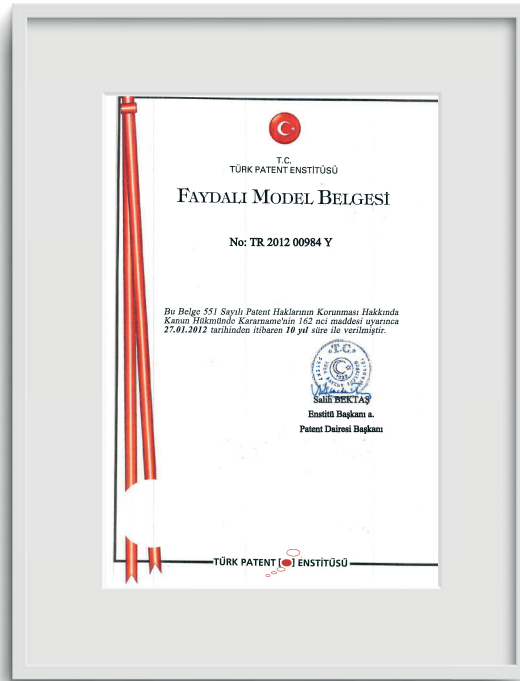 T.C.
TÜRK PATENT ENSTİTÜSÜ
FAYDALI MODEL BELGESİ
No: TR 2012 00984 Y
Bu Belge 551 Sayılı Patent Haklarının Korunması Hakkında
Kanun Hükmünde Kararname'nin 162 nci maddesi uyarınca
27.01.2012 tarihinden itibaren 10 yıl süre ile verilmiştir.
T.C.
Salih BEKTAŞ
Enstitü Başkanı a.
Patent Dairesi Başkanı
TÜRK PATENT [ ] ENSTİTÜSÜ